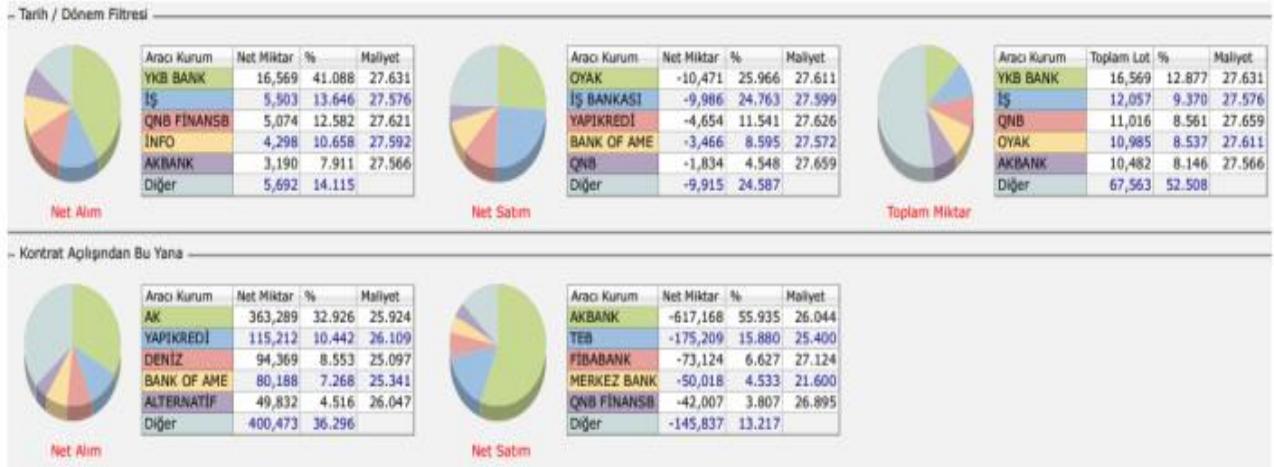 Tarih / Dönem Filtresi
Aracı Kurum Net Miktar % Maliyet
YKB BANK 16,569 41.088 27.631
İŞ 5,503 13.646 27.576
QNB FİNANSB 5,074 12.582 27.621
İNFO 4,298 10.658 27.592
AKBANK 3,190 7.911 27.566
Diğer 5,692 14.115
Net Alım
Aracı Kurum Net Miktar % Maliyet
OYAK -10,471 25.966 27.611
İŞ BANKASI -9,986 24.763 27.599
YAPIKREDİ -4,654 11.541 27.626
BANK OF AME -3,466 8.595 27.572
QNB -1,834 4.548 27.659
Diğer -9,915 24.587
Net Satım
Aracı Kurum Toplam Lot % Maliyet
YKB BANK 16,569 12.877 27.631
İŞ 12,057 9.370 27.576
QNB 11,016 8.561 27.659
OYAK 10,985 8.537 27.611
AKBANK 10,482 8.146 27.566
Diğer 67,563 52.508
Toplam Miktar
Kontrat Açılışından Bu Yana
Aracı Kurum Net Miktar % Maliyet
AK 363,289 32.926 25.924
YAPIKREDİ 115,212 10.442 26.109
DENİZ 94,369 8.553 25.097
BANK OF AME 80,188 7.268 25.341
ALTERNATİF 49,832 4.516 26.047
Diğer 400,473 36.296
Net Alım
Aracı Kurum Net Miktar % Maliyet
AKBANK -617,168 55.935 26.044
TEB -175,209 15.880 25.400
FİBABANK -73,124 6.627 27.124
MERKEZ BANK -50,018 4.533 21.600
QNB FİNANSB -42,007 3.807 26.895
Diğer -145,837 13.217
Net Satım